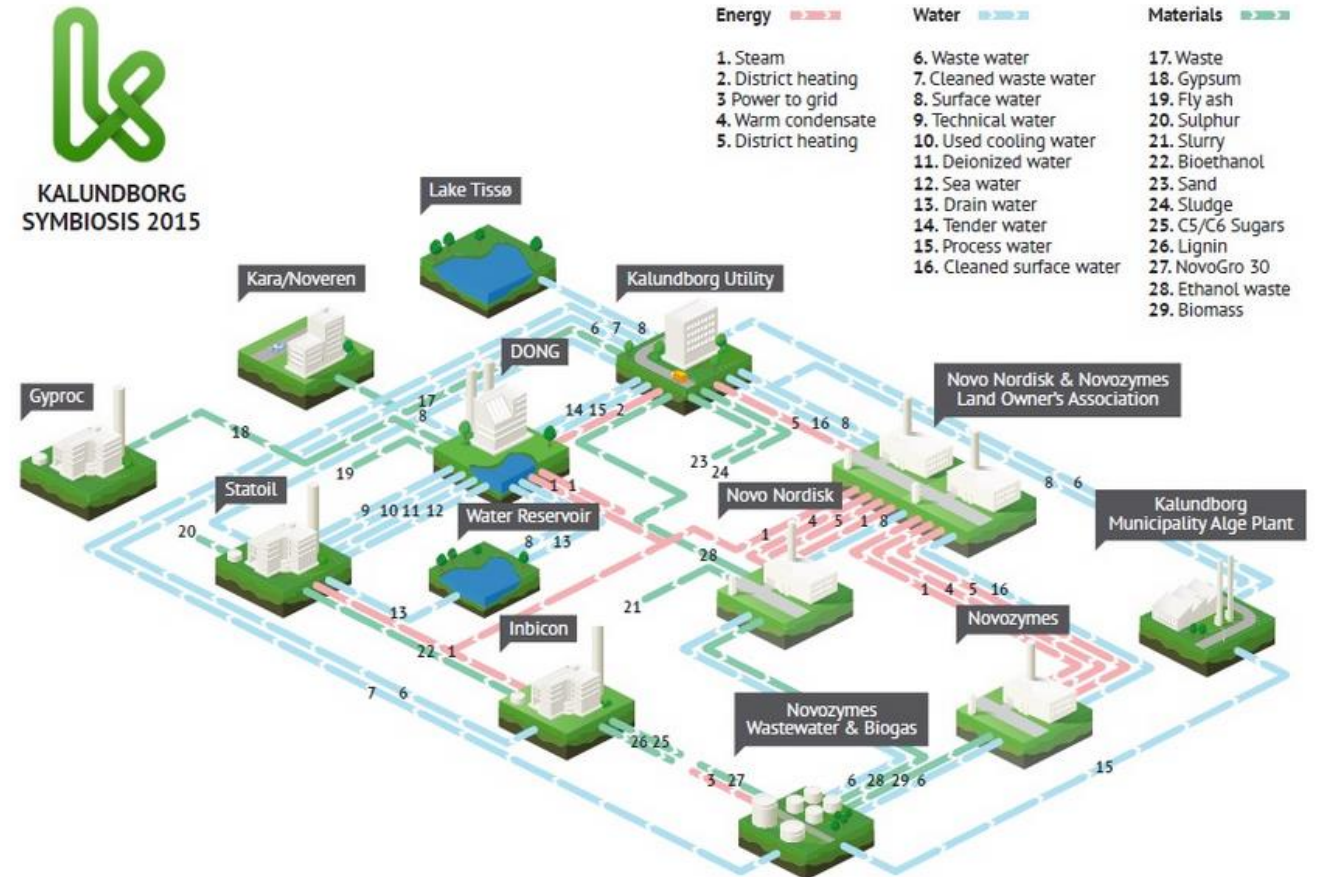 KALUNDBORG
SYMBIOSIS 2015
Energy
1. Steam
2. District heating
3 Power to grid
4. Warm condensate
5. District heating
Water
6. Waste water
7. Cleaned waste water
8. Surface water
9. Technical water
10. Used cooling water
11. Deionized water
12. Sea water
13. Drain water
14. Tender water
15. Process water
16. Cleaned surface water
Materials
17. Waste
18. Gypsum
19. Fly ash
20. Sulphur
21. Slurry
22. Bioethanol
23. Sand
24. Sludge
25. C5/C6 Sugars
26. Lignin
27. NovoGro 30
28. Ethanol waste
29. Biomass
Lake Tissø
Kara/Noveren
Kalundborg Utility
6 7 8
DONG
Novo Nordisk & Novozymes
Land Owner's Association
Gyproc
17
8
14 15 2
5 16 8
18
19
23
24
8 6
Statoil
1 1
Novo Nordisk
Kalundborg
Municipality Alge Plant
9 10 11 12
Water Reservoir
20
8 13
1
4 5 1 8
28
1 4 5 16
21
13
Inbicon
Novozymes
22 1
7 6
Novozymes
Wastewater & Biogas
26 25
3 27
6 28 29 6
15